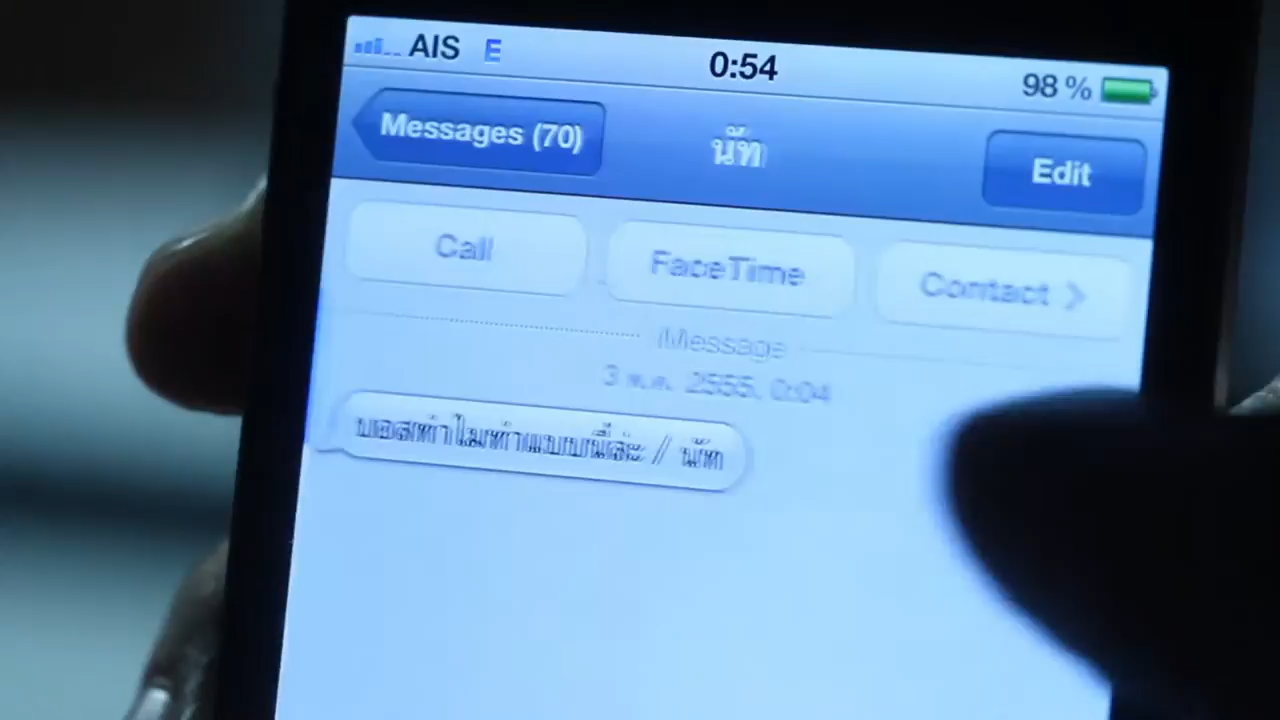 AIS E 0:54 98 %
Messages (70) นัท Edit
Call FaceTime Contact
iMessage
3 พ.ค. 2555, 0:04
บอสทำไมทำแบบนี้ล่ะ / นัท